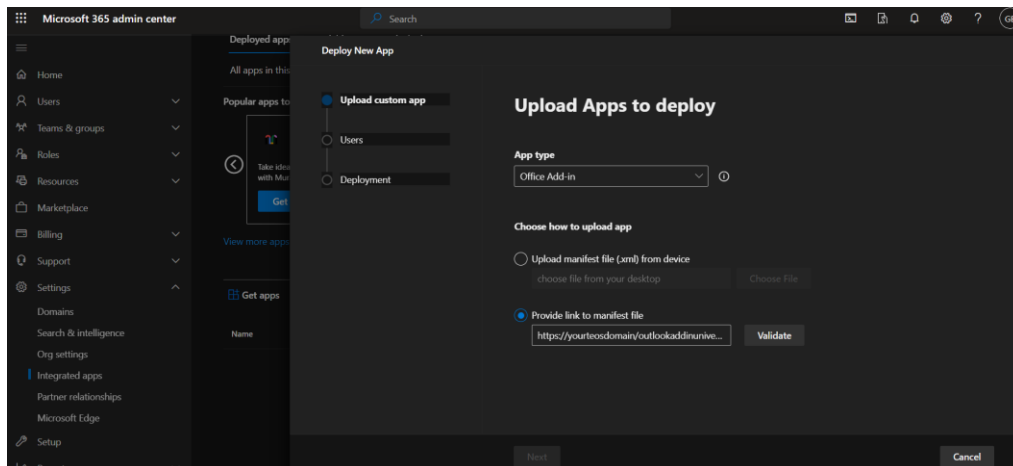 Microsoft 365 admin center
Search
Home
Users
Teams & groups
Roles
Resources
Marketplace
Billing
Support
Settings
Domains
Search & intelligence
Org settings
Integrated apps
Partner relationships
Microsoft Edge
Setup
Deployed app
All apps in this
Popular apps to
Take idea
with Mur
Get
View more apps
Get apps
Name
Deploy New App
Upload custom app
Users
Deployment
Upload Apps to deploy
App type
Office Add-in
Choose how to upload app
Upload manifest file (.xml) from device
choose file from your desktop
Choose File
Provide link to manifest file
https://yourteosdomain/outlookaddinunive...
Validate
Next
Cancel